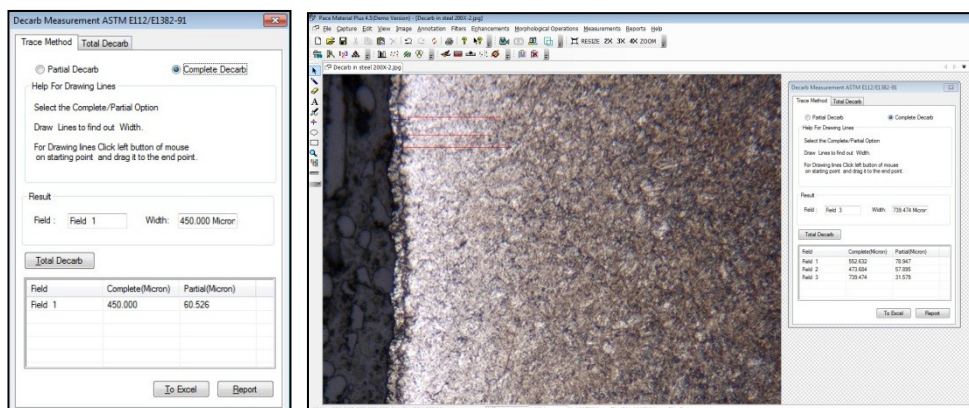 Decarb Measurement ASTM E112/E1382-91
Trace Method Total Decarb
Partial Decarb Complete Decarb
Help For Drawing Lines
Select the Complete/Partial Option
Draw Lines to find out Width.
For Drawing lines Click left button of mouse
on starting point and drag it to the end point.
Result
Field : Field 1 Width: 450.000 Micror
Total Decarb
Field Complete(Micron) Partial(Micron)
Field 1 450.000 60.526
To Excel Report
Pace Material Plus 4.5(Demo Version) - [Decarb in steel 200X-2.jpg]
File Capture Edit View Image Annotation Filters Enhancements Morphological Operations Measurements Reports Help
RESIZE 2X 3X 4X ZOOM
Decarb in steel 200X-2.jpg
Decarb Measurement ASTM E112/E1382-91
Trace Method Total Decarb
Partial Decarb Complete Decarb
Help For Drawing Lines
Select the Complete/Partial Option
Draw Lines to find out Width.
For Drawing lines Click left button of mouse
on starting point and drag it to the end point.
Result
Field : Field 3 Width: 739.474 Micror
Total Decarb
Field Complete(Micron) Partial(Micron)
Field 1 552.632 78.947
Field 2 473.684 57.895
Field 3 739.474 31.579
To Excel Report